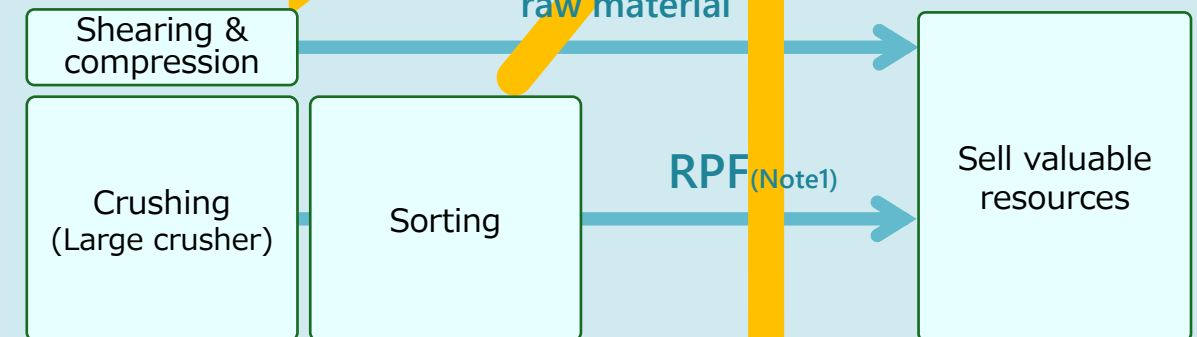 raw material
Shearing &
compression
Crushing
(Large crusher)
Sorting
RPF(Note1)
Sell valuable
resources